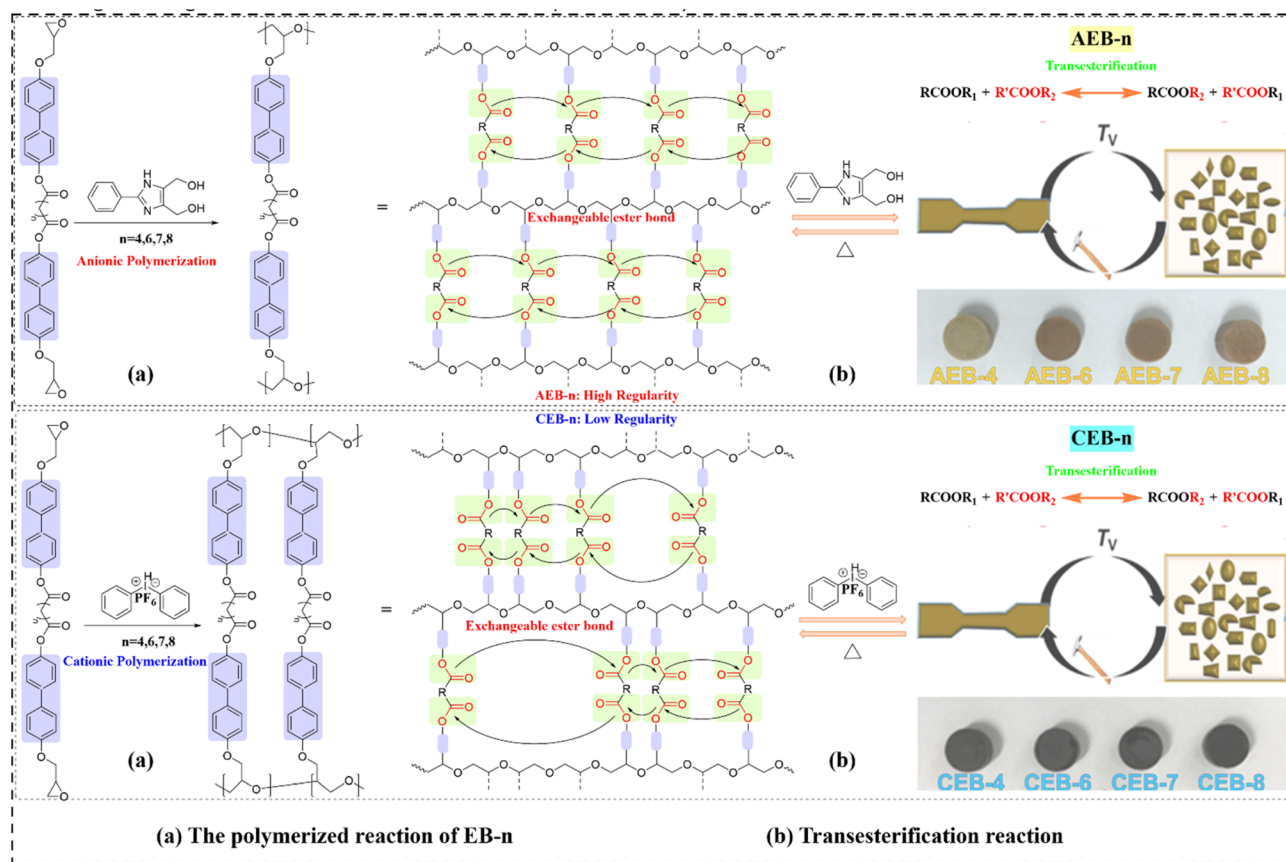 AEB-n
Transesterification
RCOOR1 + R'COOR2
RCOOR2 + R'COOR1
TV
n=4,6,7,8
Anionic Polymerization
(a)
=
Exchangeable ester bond
H
N
N
OH
OH
△
(b)
AEB-4
AEB-6
AEB-7
AEB-8
AEB-n: High Regularity
CEB-n: Low Regularity
CEB-n
Transesterification
RCOOR1 + R'COOR2
RCOOR2 + R'COOR1
TV
n=4,6,7,8
Cationic Polymerization
(a)
=
Exchangeable ester bond
H
PF6
△
(b)
CEB-4
CEB-6
CEB-7
CEB-8
(a) The polymerized reaction of EB-n
(b) Transesterification reaction